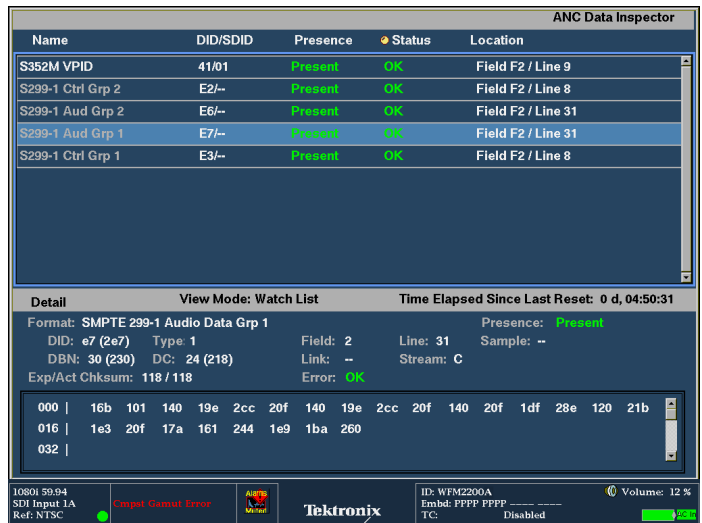 ANC Data Inspector
Name DID/SDID Presence Status Location
S352M VPID 41/01 Present OK Field F2 / Line 9
S299-1 Ctrl Grp 2 E2/-- Present OK Field F2 / Line 8
S299-1 Aud Grp 2 E6/-- Present OK Field F2 / Line 31
S299-1 Aud Grp 1 E7/-- Present OK Field F2 / Line 31
S299-1 Ctrl Grp 1 E3/-- Present OK Field F2 / Line 8
Detail View Mode: Watch List Time Elapsed Since Last Reset: 0 d, 04:50:31
Format: SMPTE 299-1 Audio Data Grp 1 Presence: Present
DID: e7 (2e7) Type: 1 Field: 2 Line: 31 Sample: --
DBN: 30 (230) DC: 24 (218) Link: -- Stream: C
Exp/Act Chksum: 118 / 118 Error: OK
000 | 16b 101 140 19e 2cc 20f 140 19e 2cc 20f 140 20f 1df 28e 120 21b
016 | 1e3 20f 17a 161 244 1e9 1ba 260
032 |
1080i 59.94
SDI Input 1A
Ref: NTSC
Cmpst Gamut Error
Alarms
Muted
Tektronix
ID: WFM2200A
Embd: PPPP PPPP ____ ____
TC: Disabled
Volume: 12 %
AC In